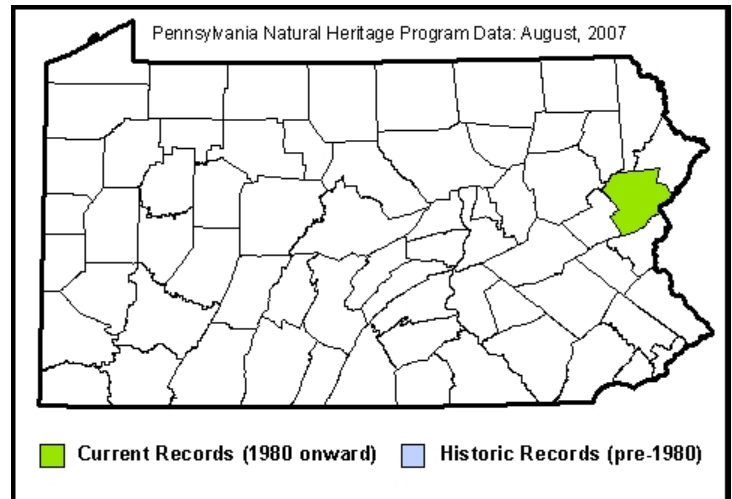 Pennsylvania Natural Heritage Program Data: August, 2007
Current Records (1980 onward) Historic Records (pre-1980)